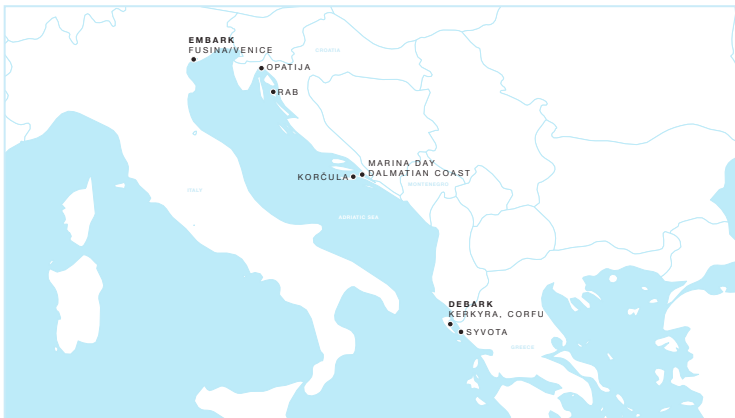 EMBARK
FUSINA/VENICE
CROATIA
OPATIJA
RAB
MARINA DAY
DALMATIAN COAST
KORČULA
MONTENEGRO
ITALY
ADRIATIC SEA
DEBARK
KERKYRA, CORFU
SYVOTA
GREECE